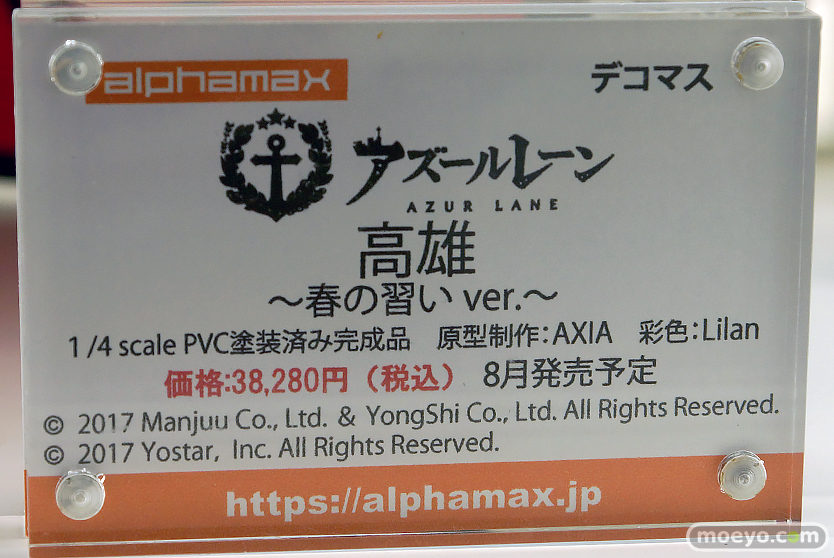 alphamax
デコマス
アズールレーン
AZUR LANE
高雄
～春の習い ver.～
1/4 scale PVC塗装済み完成品 原型制作：AXIA 彩色：Lilan
価格:38,280円（税込） 8月発売予定
© 2017 Manjuu Co., Ltd. & YongShi Co., Ltd. All Rights Reserved.
© 2017 Yostar, Inc. All Rights Reserved.
https://alphamax.jp
moeyo.com